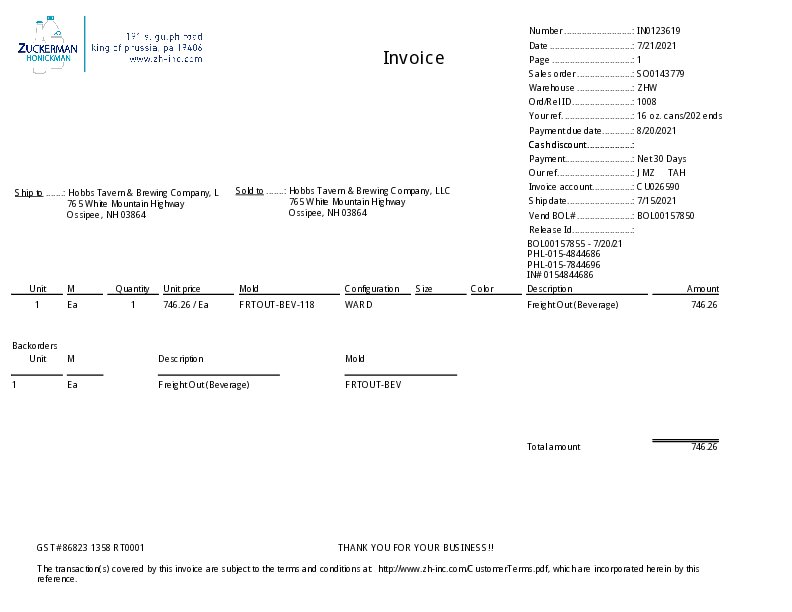 ZUCKERMAN
HONICKMAN
191 s. gulph road
king of prussia, pa 19406
www.zh-inc.com
Invoice
Number : IN0123619
Date : 7/21/2021
Page : 1
Sales order : SO0143779
Warehouse : ZHW
Ord/Rel ID : 1008
Your ref. : 16 oz. cans/202 ends
Payment due date : 8/20/2021
Cash discount :
Payment : Net 30 Days
Our ref. : JMZ TAH
Invoice account : CU026590
Ship date : 7/15/2021
Vend BOL# : BOL00157850
Release Id. :
BOL00157855 - 7/20/21
PHL-015-4844686
PHL-015-7844696
IN# 0154844686
Ship to : Hobbs Tavern & Brewing Company, L
765 White Mountain Highway
Ossipee, NH 03864
Sold to : Hobbs Tavern & Brewing Company, LLC
765 White Mountain Highway
Ossipee, NH 03864
Unit M Quantity Unit price Mold Configuration Size Color Description Amount
1 Ea 1 746.26 / Ea FRTOUT-BEV-118 WARD Freight Out (Beverage) 746.26
Backorders
Unit M Description Mold
1 Ea Freight Out (Beverage) FRTOUT-BEV
Total amount 746.26
GST # 86823 1358 RT0001
THANK YOU FOR YOUR BUSINESS !!
The transaction(s) covered by this invoice are subject to the terms and conditions at: http://www.zh-inc.com/CustomerTerms.pdf, which are incorporated herein by this
reference.